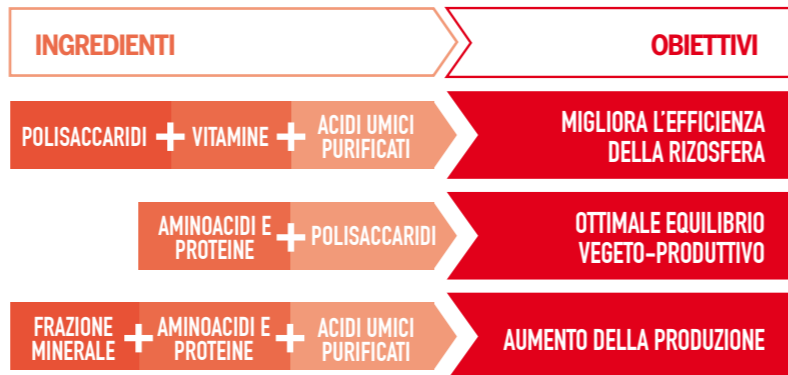 INGREDIENTI
OBIETTIVI
POLISACCARIDI + VITAMINE + ACIDI UMICI
PURIFICATI
MIGLIORA L'EFFICIENZA
DELLA RIZOSFERA
AMINOACIDI E
PROTEINE + POLISACCARIDI
OTTIMALE EQUILIBRIO
VEGETO-PRODUTTIVO
FRAZIONE
MINERALE + AMINOACIDI E
PROTEINE + ACIDI UMICI
PURIFICATI
AUMENTO DELLA PRODUZIONE